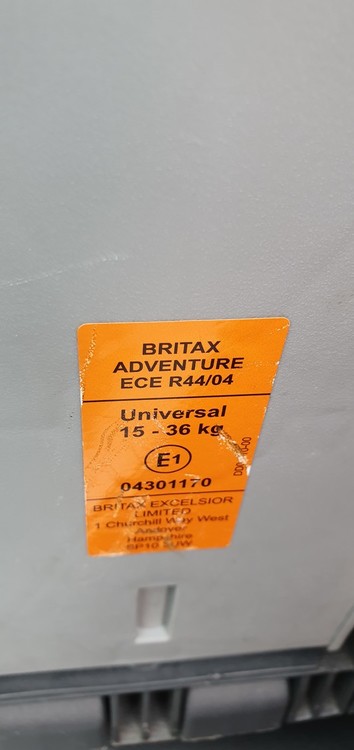 BRITAX
ADVENTURE
ECE R44/04
Universal
15 - 36 kg
E1
04301170
BRITAX EXCELSIOR
LIMITED
1 Churchill Way West
Andover
Hampshire